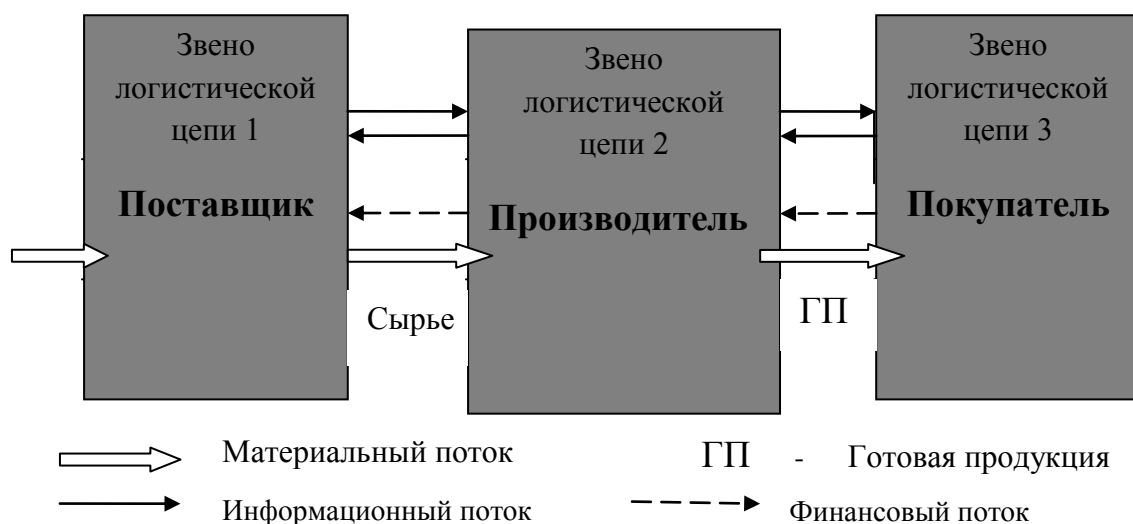 Звено
логистической
цепи 1
Поставщик
Звено
логистической
цепи 2
Производитель
Звено
логистической
цепи 3
Покупатель
Сырье
ГП
Материальный поток
ГП - Готовая продукция
Информационный поток
Финансовый поток